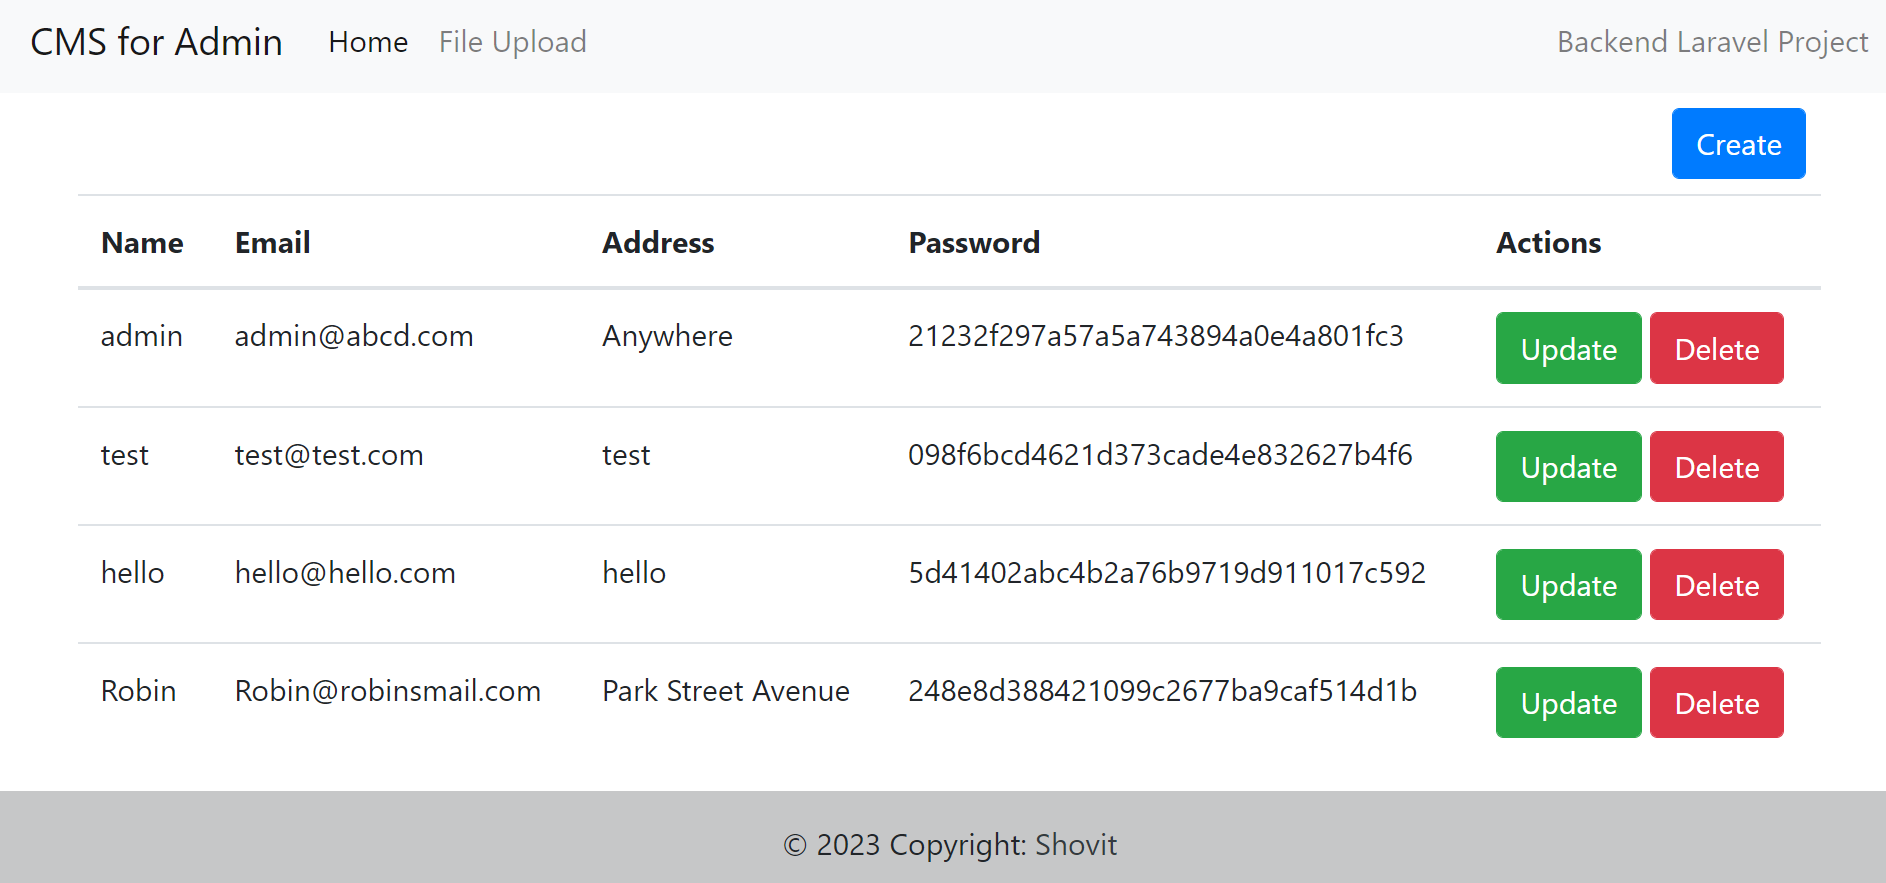 CMS for Admin Home File Upload Backend Laravel Project
Create
Name Email Address Password Actions
admin admin@abcd.com Anywhere 21232f297a57a5a743894a0e4a801fc3 Update Delete
test test@test.com test 098f6bcd4621d373cade4e832627b4f6 Update Delete
hello hello@hello.com hello 5d41402abc4b2a76b9719d911017c592 Update Delete
Robin Robin@robinsmail.com Park Street Avenue 248e8d388421099c2677ba9caf514d1b Update Delete
© 2023 Copyright: Shovit